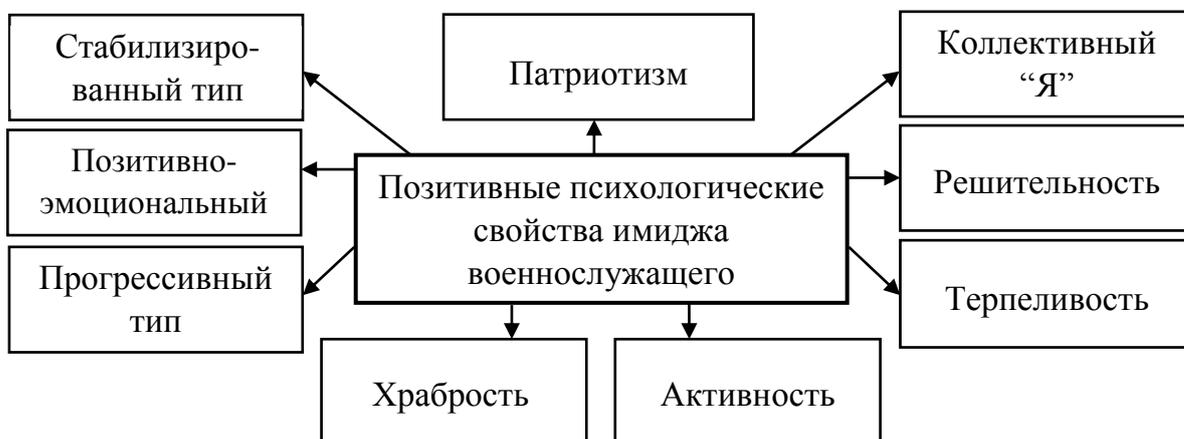 Стабилизиро-
ванный тип
Патриотизм
Коллективный
“Я”
Позитивно-
эмоциональный
Позитивные психологические
свойства имиджа
военнослужащего
Решительность
Прогрессивный
тип
Терпеливость
Храбрость
Активность